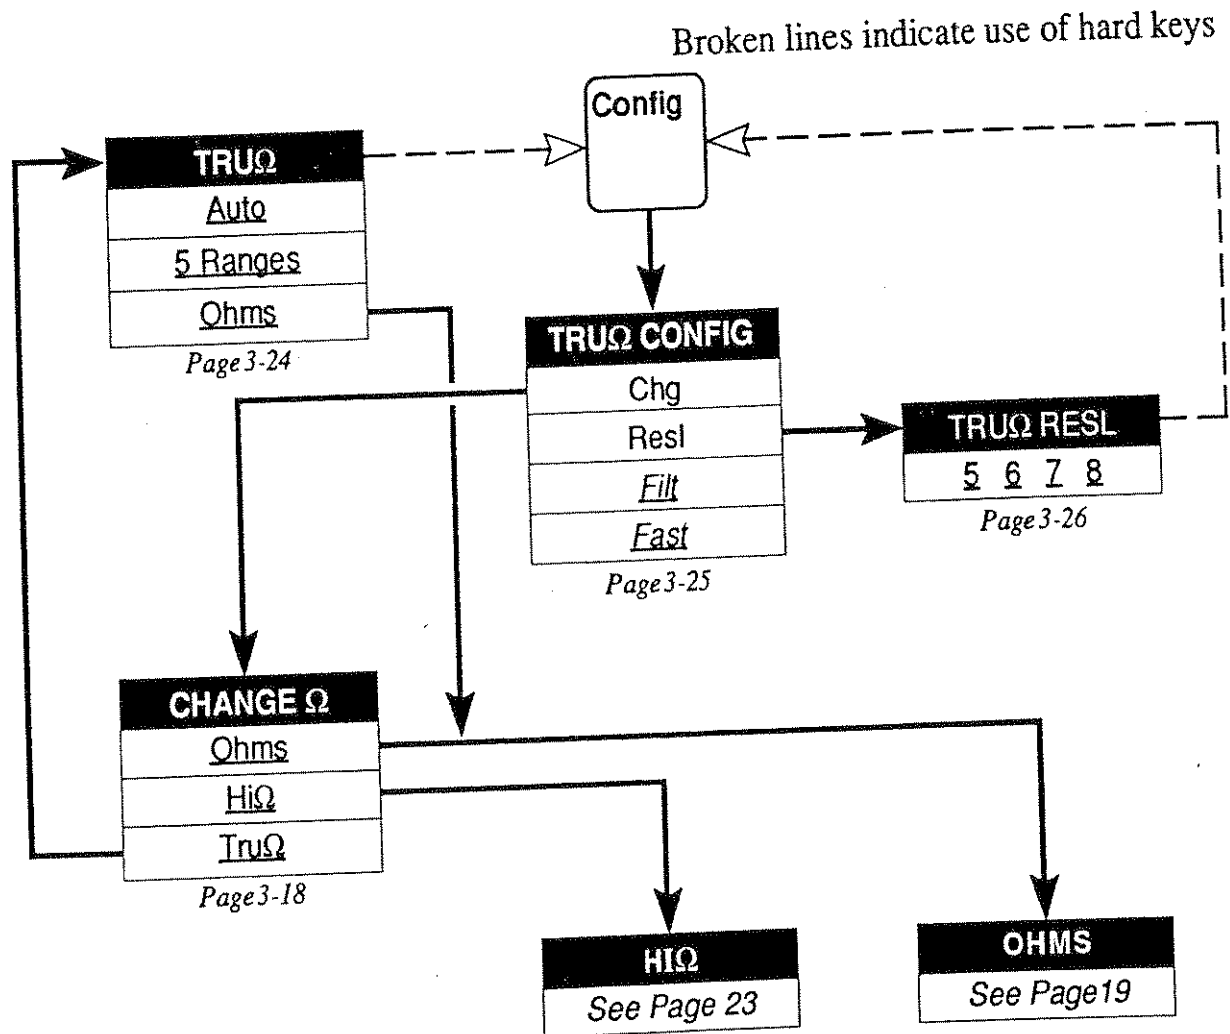 Broken lines indicate use of hard keys
Config
TRUΩ
Auto
5 Ranges
Ohms
Page 3-24
TRUΩ CONFIG
Chg
Resl
Filt
Fast
Page 3-25
TRUΩ RESL
5 6 7 8
Page 3-26
CHANGE Ω
Ohms
HiΩ
TruΩ
Page 3-18
HIΩ
See Page 23
OHMS
See Page19